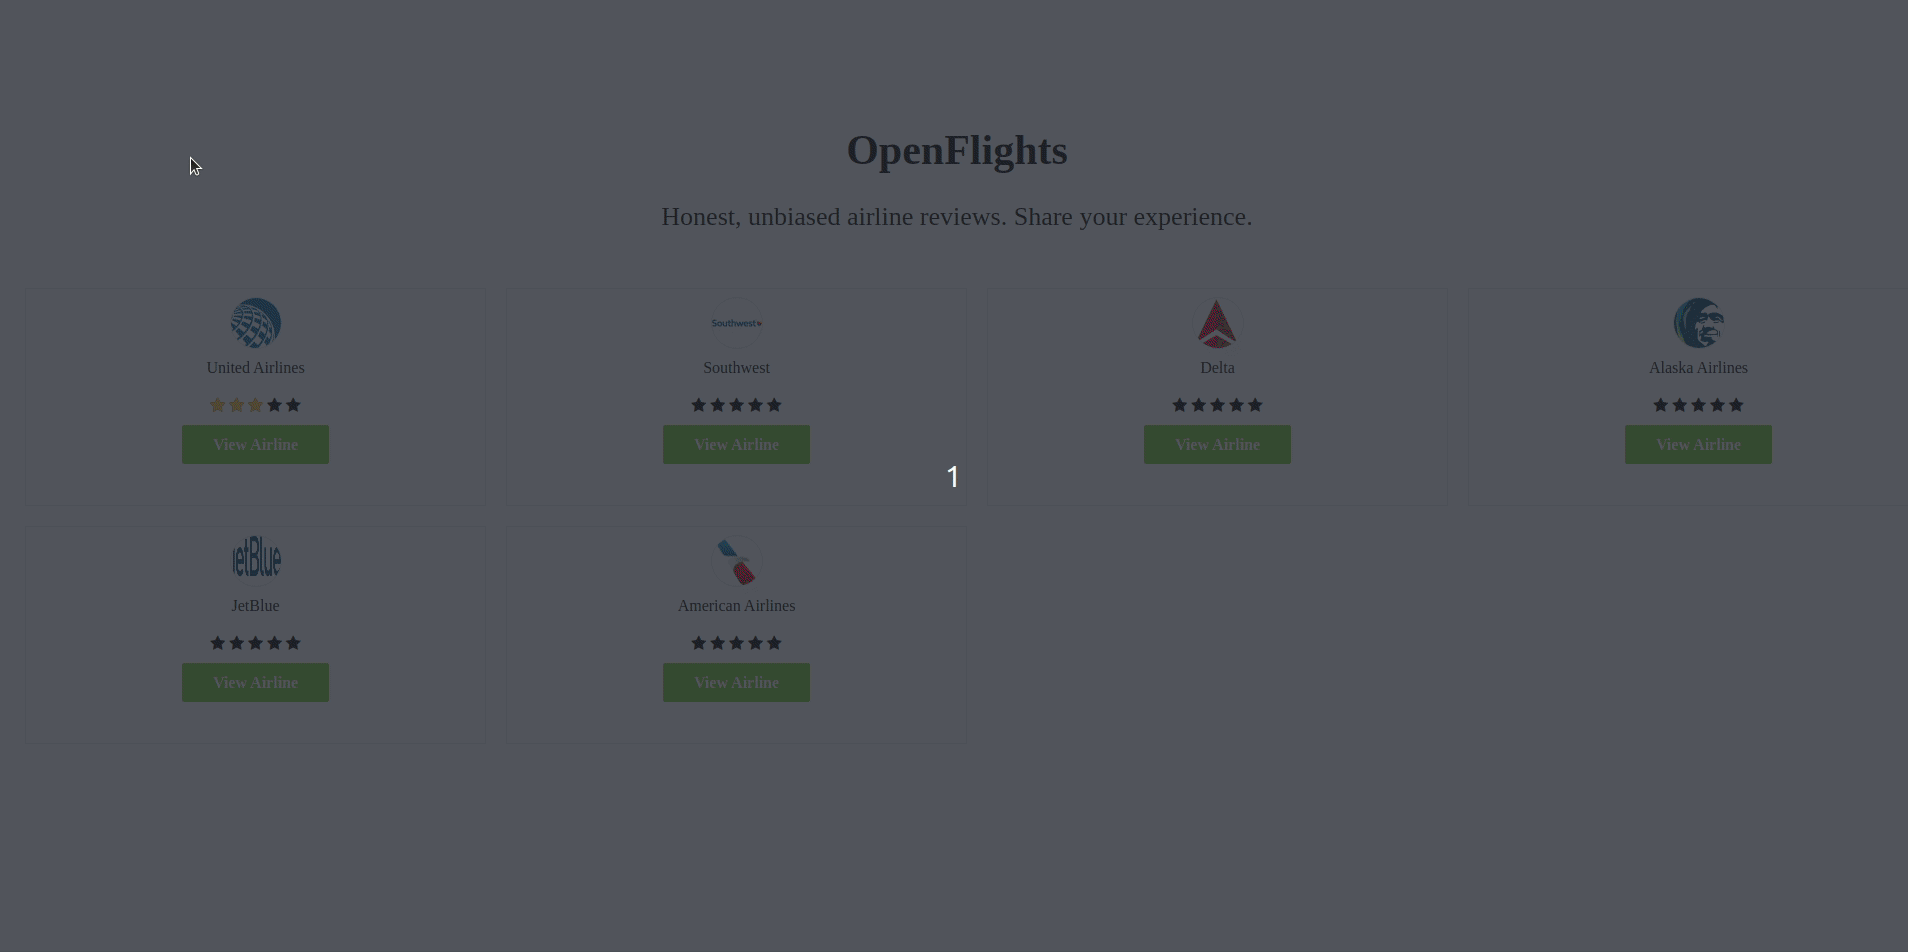 OpenFlights
Honest, unbiased airline reviews. Share your experience.
Southwest
United Airlines
Southwest
Delta
Alaska Airlines
View Airline
View Airline
View Airline
View Airline
1
jetBlue
JetBlue
American Airlines
View Airline
View Airline